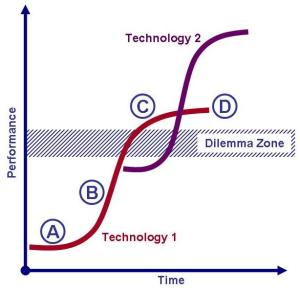 Technology 2
C
D
Dilemma Zone
B
A
Technology 1
Performance
Time